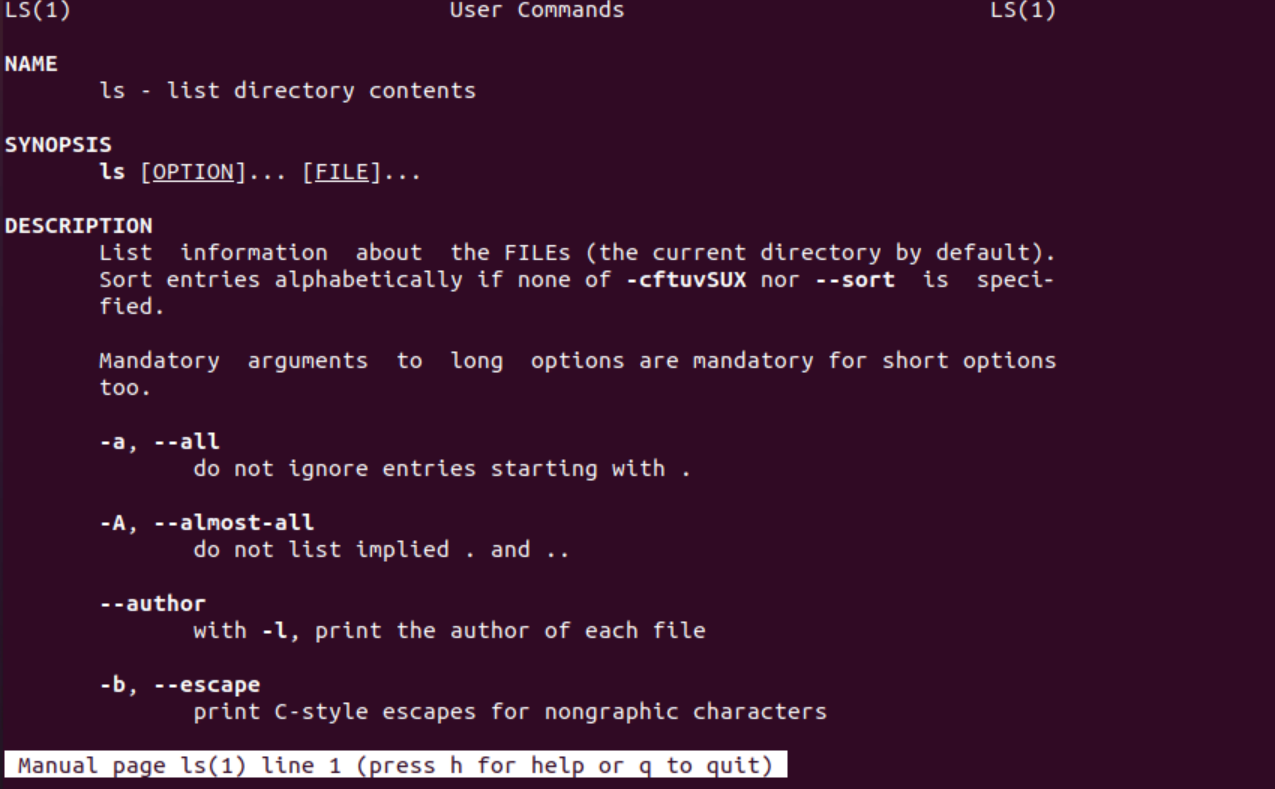 LS(1) User Commands LS(1)
NAME
ls - list directory contents
SYNOPSIS
ls [OPTION]... [FILE]...
DESCRIPTION
List information about the FILEs (the current directory by default).
Sort entries alphabetically if none of -cftuvSUX nor --sort is speci-
fied.
Mandatory arguments to long options are mandatory for short options
too.
-a, --all
do not ignore entries starting with .
-A, --almost-all
do not list implied . and ..
--author
with -l, print the author of each file
-b, --escape
print C-style escapes for nongraphic characters
Manual page ls(1) line 1 (press h for help or q to quit)